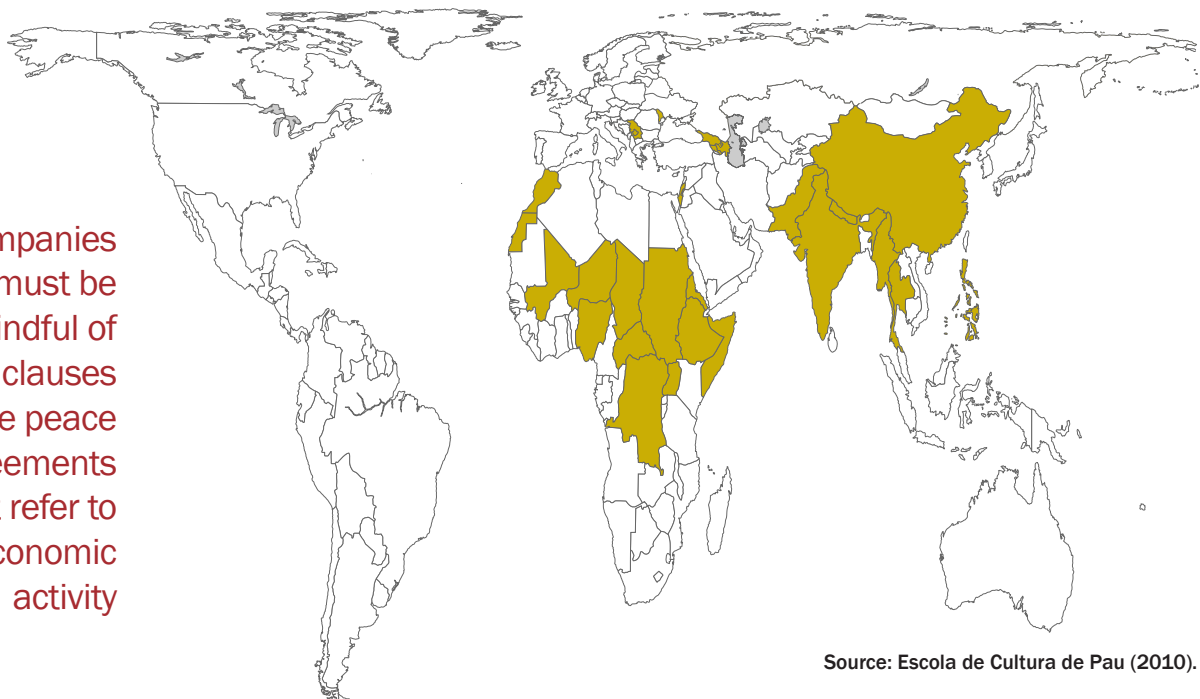 mpanies
must be
indful of
clauses
e peace
eements
refer to
conomic
activity
Source: Escola de Cultura de Pau (2010).